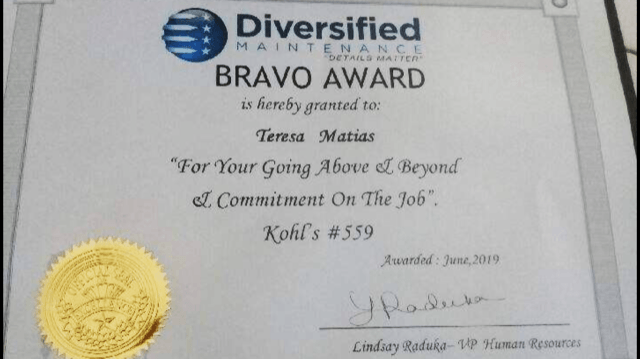 Diversified
MAINTENANCE
"DETAILS MATTER"
BRAVO AWARD
is hereby granted to:
Teresa Matias
"For Your Going Above & Beyond
& Commitment On The Job".
Kohl's #559
Awarded : June,2019
Lindsay Raduka– VP Human Resources